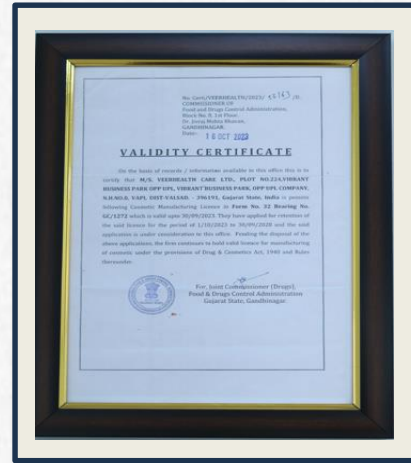 No: Cert/VEERHEALTH/2023/ /B.
COMMISSIONER OF
Food and Drugs Control Administration,
Block No. 8, 1st Floor,
Dr. Jivraj Mehta Bhavan,
GANDHINAGAR.
Date: 18 OCT 2023
VALIDITY CERTIFICATE
On the basis of records / information available in this office this is to
certify that M/S. VEERHEALTH CARE LTD., PLOT NO.224,VIBRANT
BUSINESS PARK OPP UPL, VIBRANT BUSINESS PARK, OPP UPL COMPANY,
N.H.NO.8, VAPI, DIST-VALSAD. - 396195, Gujarat State, India is possess
following Cosmetic Manufacturing Licence in Form No. 32 Bearing No.
GC/1272 which is valid upto 30/09/2023. They have applied for retention of
the said licence for the period of 1/10/2023 to 30/09/2028 and the said
application is under consideration to this office. Pending the disposal of the
above applications, the firm continues to hold valid licence for manufacturing
of cosmetic under the provision of Drug & Cosmetics Act, 1940 and Rules
thereunder.
For, Joint Commissioner (Drugs),
Food & Drugs Control Administration
Gujarat State, Gandhinagar.